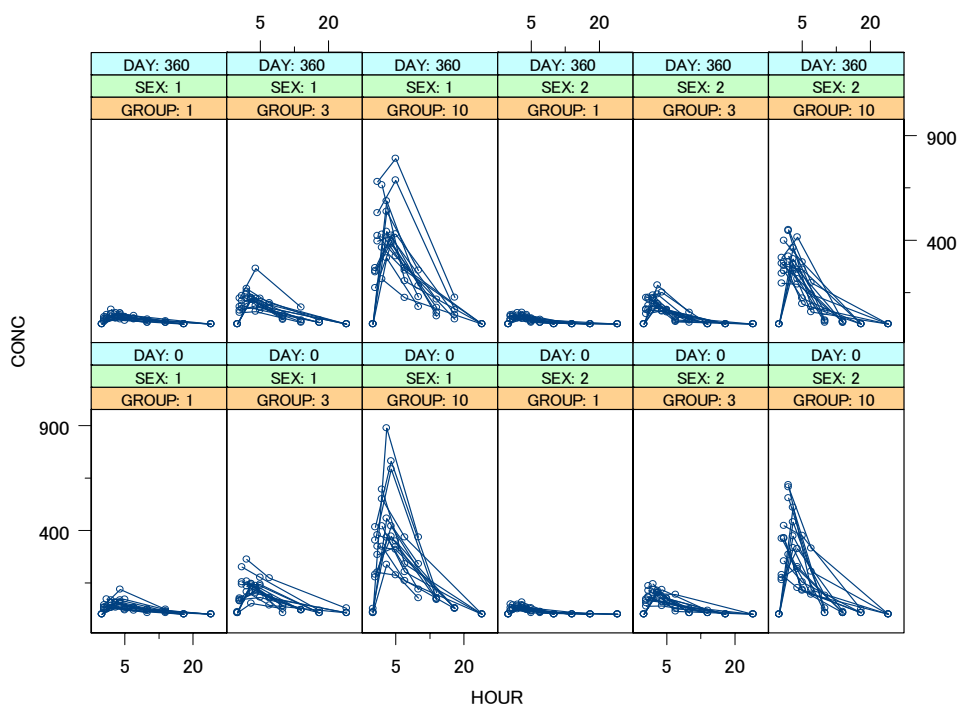 5 20 5 20 5 20
DAY: 360 DAY: 360 DAY: 360 DAY: 360 DAY: 360 DAY: 360
SEX: 1 SEX: 1 SEX: 1 SEX: 2 SEX: 2 SEX: 2
GROUP: 1 GROUP: 3 GROUP: 10 GROUP: 1 GROUP: 3 GROUP: 10
900
400
CONC
DAY: 0 DAY: 0 DAY: 0 DAY: 0 DAY: 0 DAY: 0
SEX: 1 SEX: 1 SEX: 1 SEX: 2 SEX: 2 SEX: 2
GROUP: 1 GROUP: 3 GROUP: 10 GROUP: 1 GROUP: 3 GROUP: 10
900
400
5 20 5 20 5 20
HOUR